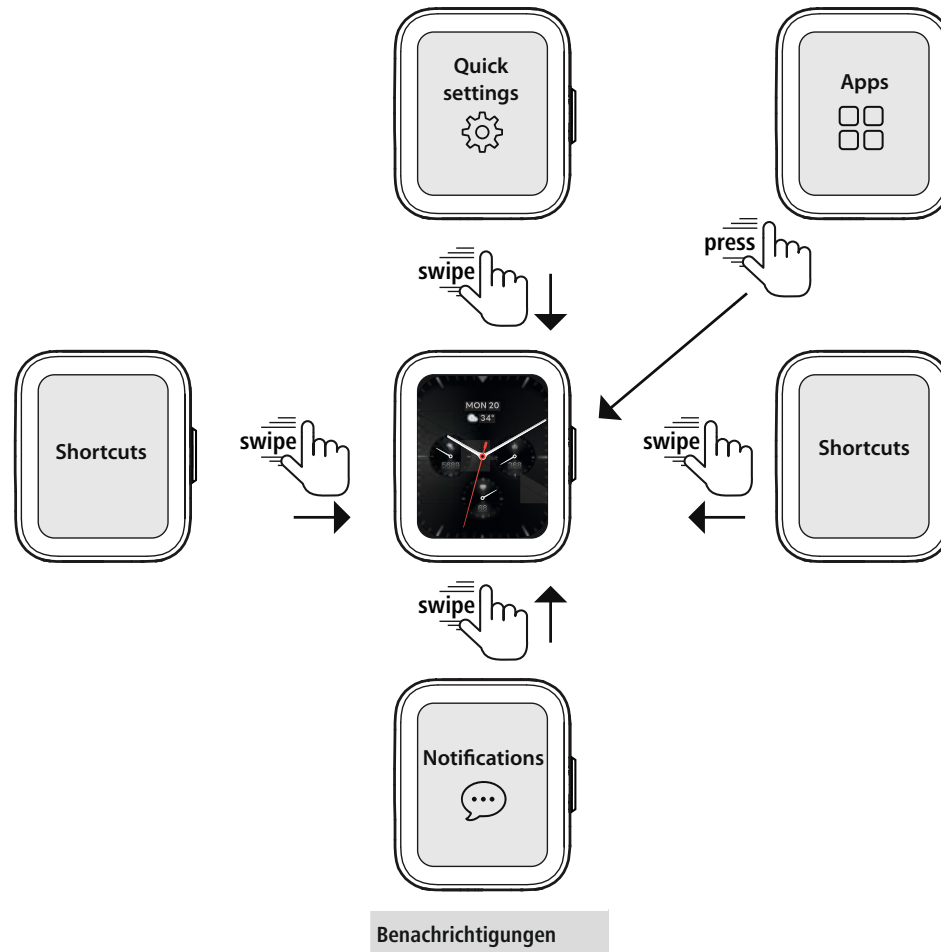 Quick
settings
Apps
swipe
press
Shortcuts
swipe
MON 20
34°
swipe
Shortcuts
swipe
Notifications
Benachrichtigungen